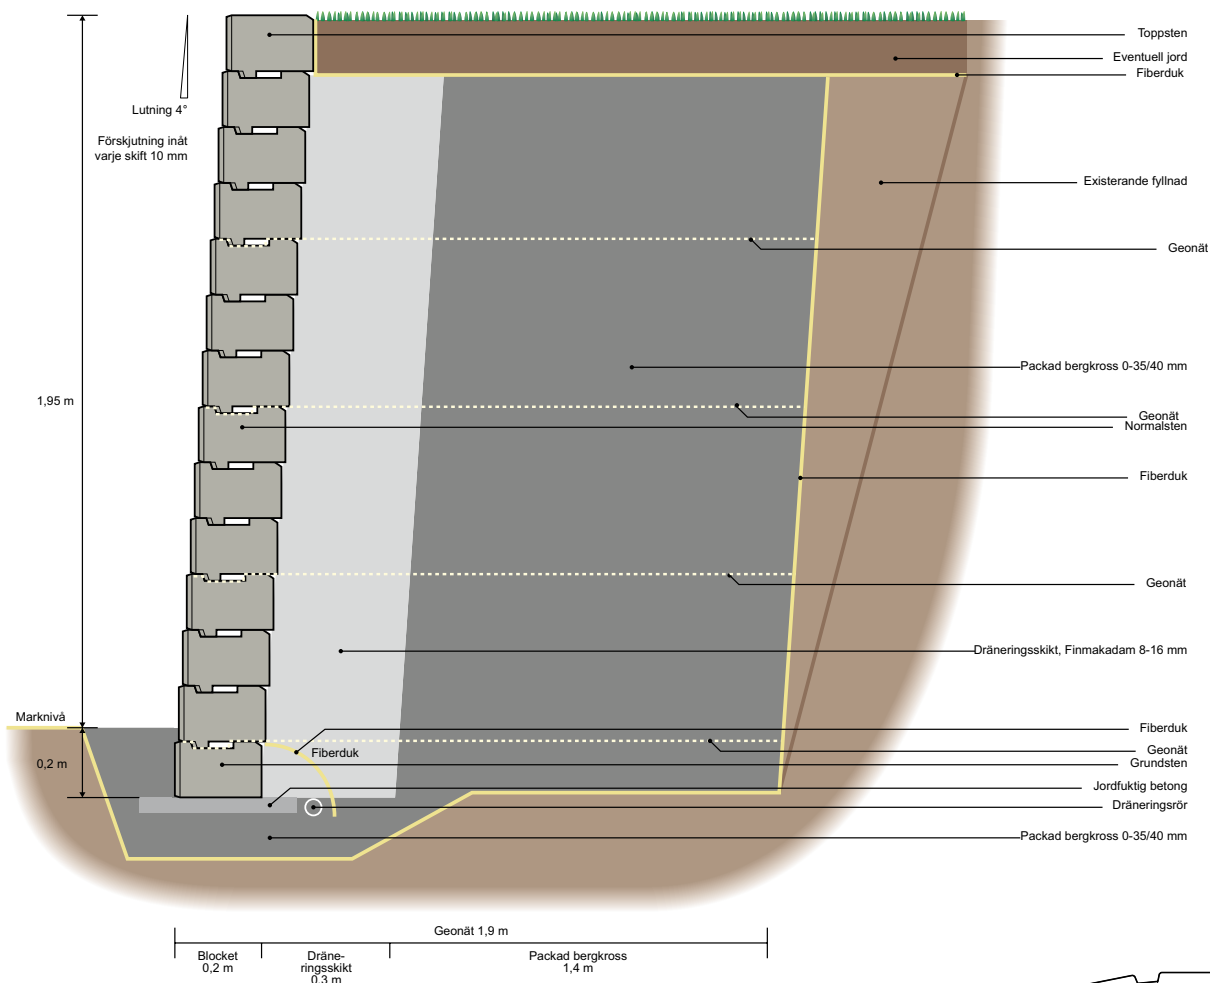 Toppsten
Eventuell jord
Fiberduk
Lutning 4°
Förskjutning inåt
varje skift 10 mm
Existerande fyllnad
Geonät
Packad bergkross 0-35/40 mm
1,95 m
Geonät
Normalsten
Fiberduk
Geonät
Dräneringsskikt, Finmakadam 8-16 mm
Marknivå
Fiberduk
Fiberduk
Geonät
0,2 m
Grundsten
Jordfuktig betong
Dräneringsrör
Packad bergkross 0-35/40 mm
Geonät 1,9 m
Blocket
0,2 m
Dräne-
ringsskikt
0,3 m
Packad bergkross
1,4 m